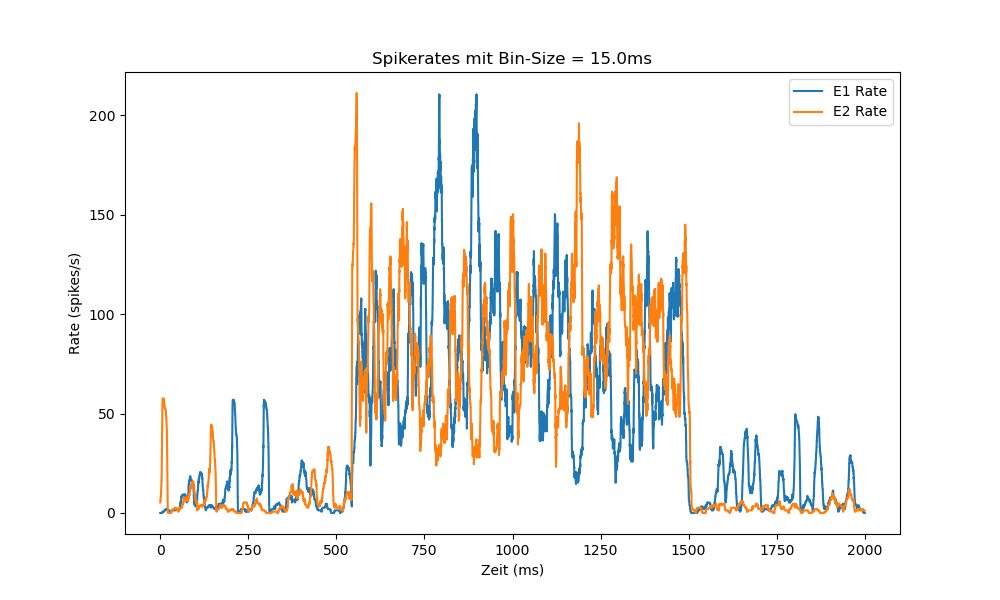 Spikerates mit Bin-Size = 15.0ms
E1 Rate
E2 Rate
200
150
100
50
0
Rate (spikes/s)
0 250 500 750 1000 1250 1500 1750 2000
Zeit (ms)